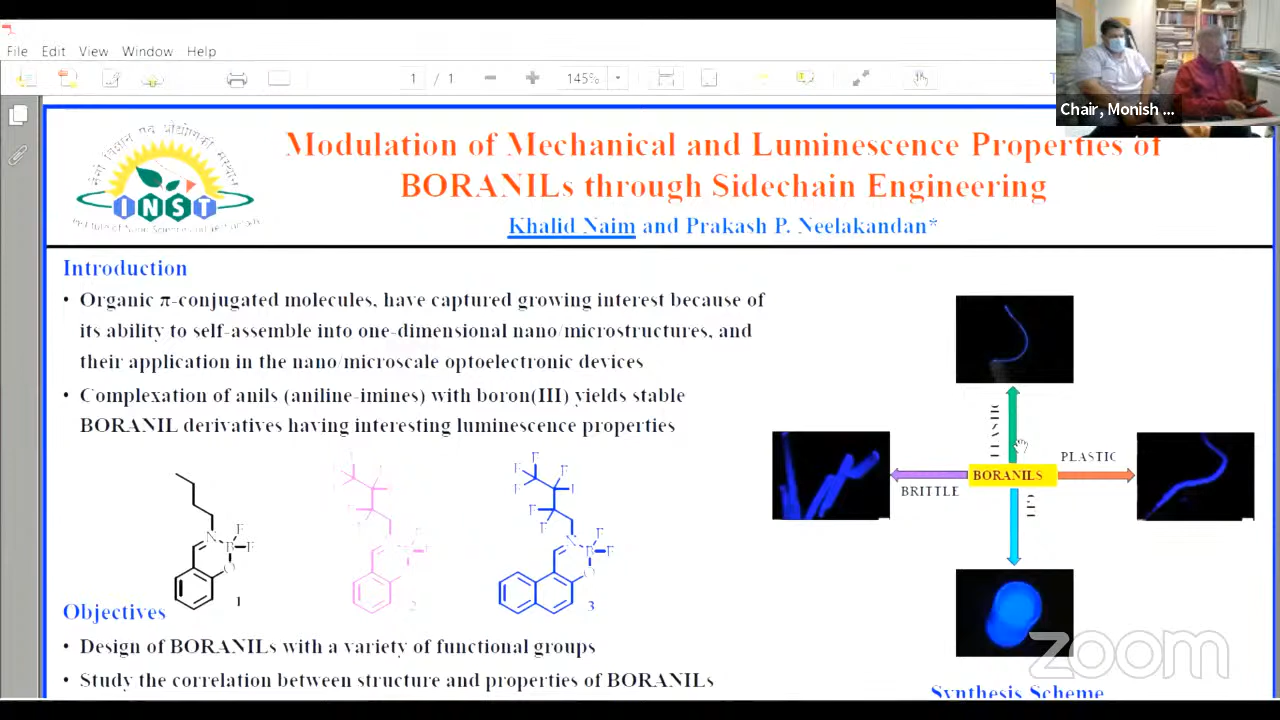 File Edit View Window Help
1 / 1
145%
Chair, Monish ...
INST
Modulation of Mechanical and Luminescence Properties of
BORANILs through Sidechain Engineering
Khalid Naim and Prakash P. Neelakandan*
Introduction
• Organic π-conjugated molecules, have captured growing interest because of
its ability to self-assemble into one-dimensional nano/microstructures, and
their application in the nano/microscale optoelectronic devices
• Complexation of anils (aniline-imines) with boron(III) yields stable
BORANIL derivatives having interesting luminescence properties
1
2
3
BRITTLE
BORANILS
PLASTIC
Objectives
• Design of BORANILs with a variety of functional groups
• Study the correlation between structure and properties of BORANILs
Synthesis Scheme
zoom